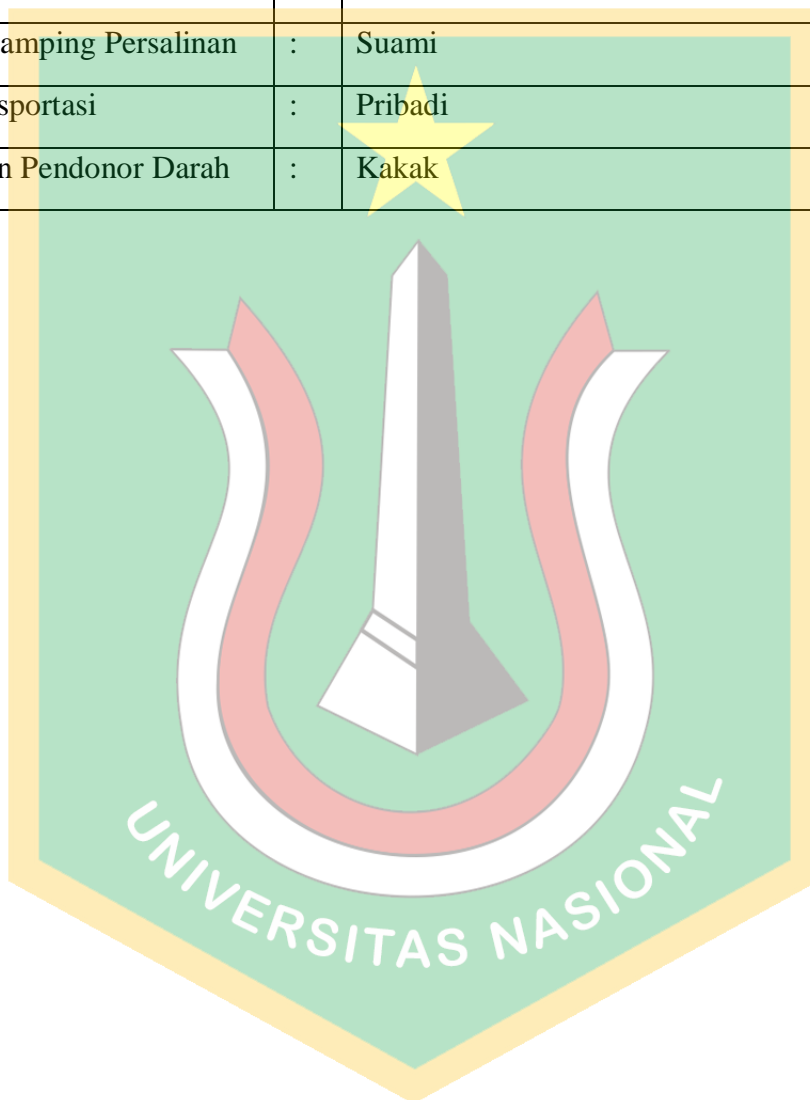 amping Persalinan : Suami
sportasi : Pribadi
n Pendonor Darah : Kakak
UNIVERSITAS NASIONAL